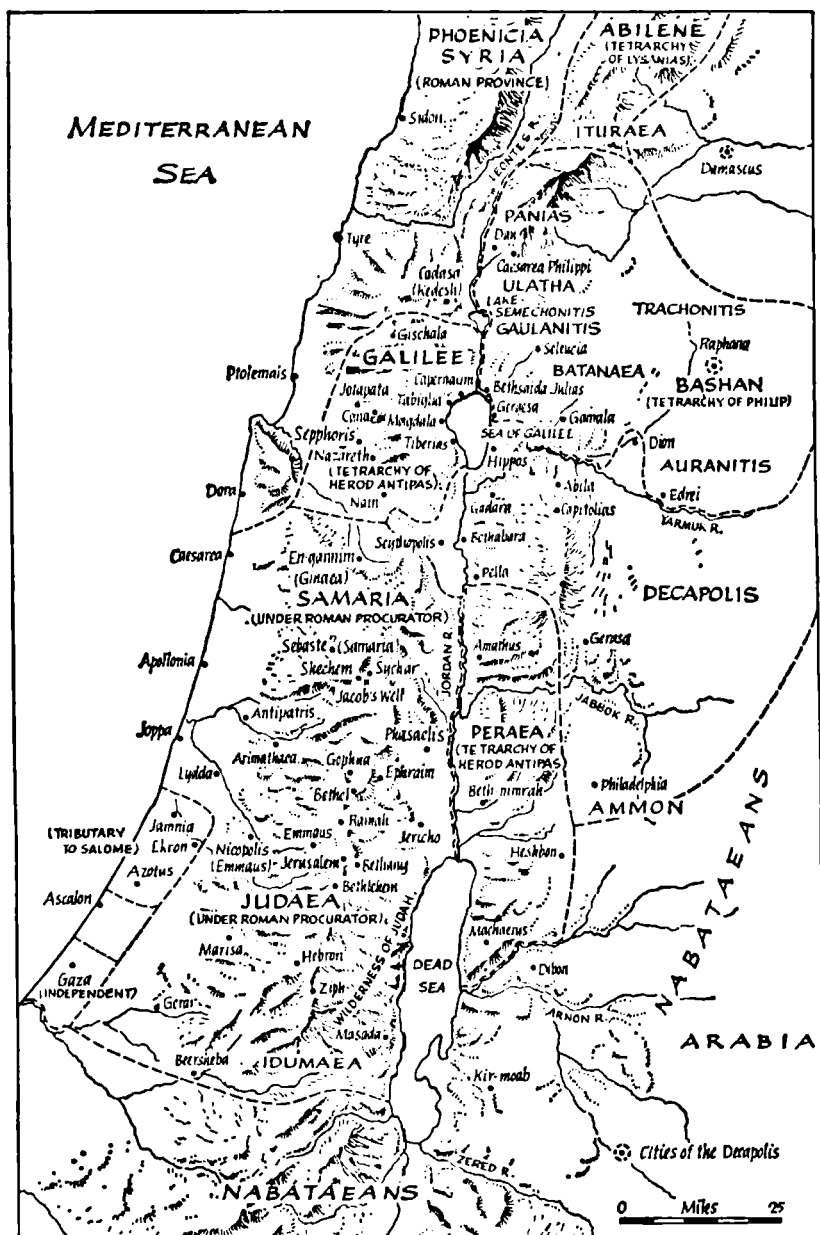 PHOENICIA
SYRIA
(ROMAN PROVINCE)
ABILENE
(TETRARCHY
OF LYSANIAS)
MEDITERRANEAN
SEA
Sidon
LEONTES R.
ITURAEA
Damascus
PANIAS
Dan
Tyre
Caesarea Philippi
Cadasa
(Kedesh)
ULATHA
LAKE
SEMECHONITIS
TRACHONITIS
GAULANITIS
Gischala
Seleucia
Raphana
GALILEE
BATANAEA
Ptolemais
Capernaum
Bethsaida Julias
BASHAN
(TETRARCHY OF PHILIP)
Jotapata
Tabigha
Gerasa
Cana
Magdala
Gamala
SEA OF GALILEE
Sepphoris
Tiberias
Dion
Nazareth
Hippos
AURANITIS
(TETRARCHY OF
HEROD ANTIPAS)
Dora
Nain
Gadara
Abila
Edrei
Capitolias
YARMUK R.
Scythopolis
Bethabara
Caesarea
En-gannim
(Ginaea)
Pella
SAMARIA
DECAPOLIS
(UNDER ROMAN PROCURATOR)
Sebaste (Samaria)
Amathus
Gerasa
Apollonia
Shechem
Sychar
JORDAN R.
Jacob's Well
JABBOK R.
Antipatris
Joppa
Phasaelis
PERAEA
(TETRARCHY OF
HEROD ANTIPAS
Arimathaea
Gophna
Lydda
Ephraim
Philadelphia
Bethel
Beth-nimrah
AMMON
Ramah
Jamnia
(TRIBUTARY
TO SALOME)
Ekron
Nicopolis
(Emmaus)
Emmaus
Jericho
Jerusalem
Bethany
Heshbon
Azotus
Bethlehem
Ascalon
JUDAEA
(UNDER ROMAN PROCURATOR)
Marisa
Machaerus
NABATAEANS
Hebron
DEAD
SEA
Dibon
Gaza
(INDEPENDENT)
Ziph
WILDERNESS OF JUDAH
Gerar
ARNON R.
Masada
ARABIA
Beersheba
IDUMAEA
Kir-moab
Cities of the Decapolis
ZERED R.
NABATAEANS
0 Miles 25